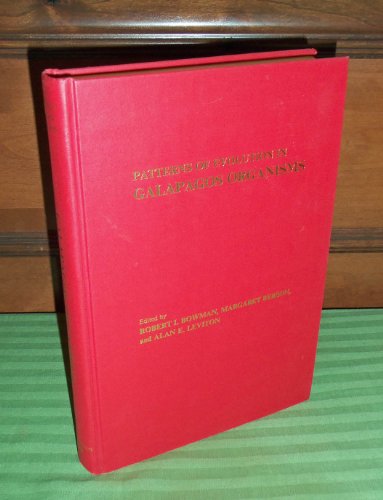 PATTERNS OF EVOLUTION IN
GALAPAGOS ORGANISMS
Edited by
ROBERT I. BOWMAN, MARGARET BERSON,
and ALAN E. LEVITON